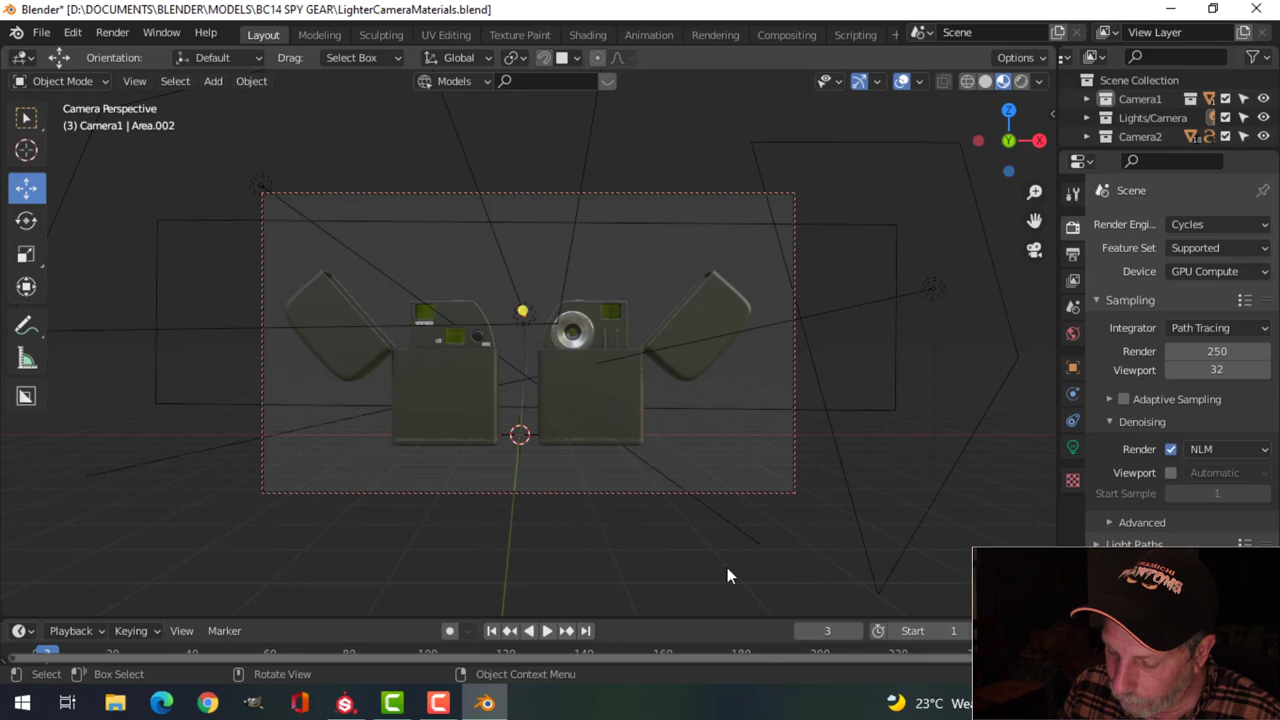 Blender* [D:\DOCUMENTS\BLENDER\MODELS\BC14 SPY GEAR\LighterCameraMaterials.blend]
File Edit Render Window Help Layout Modeling Sculpting UV Editing Texture Paint Shading Animation Rendering Compositing Scripting Scene View Layer
Orientation: Default Drag: Select Box Global Options
Object Mode View Select Add Object Models
Scene Collection
Camera1
Lights/Camera
Camera2 18
Camera Perspective
(3) Camera1 | Area.002
Z
Y X
Scene
Render Engi... Cycles
Feature Set Supported
Device GPU Compute
Sampling
Integrator Path Tracing
Render 250
Viewport 32
Adaptive Sampling
Denoising
Render NLM
Viewport Automatic
Start Sample 1
Advanced
Light Paths
PHANTOMS
Playback Keying View Marker 3 Start 1
Select Box Select Rotate View Object Context Menu
23°C